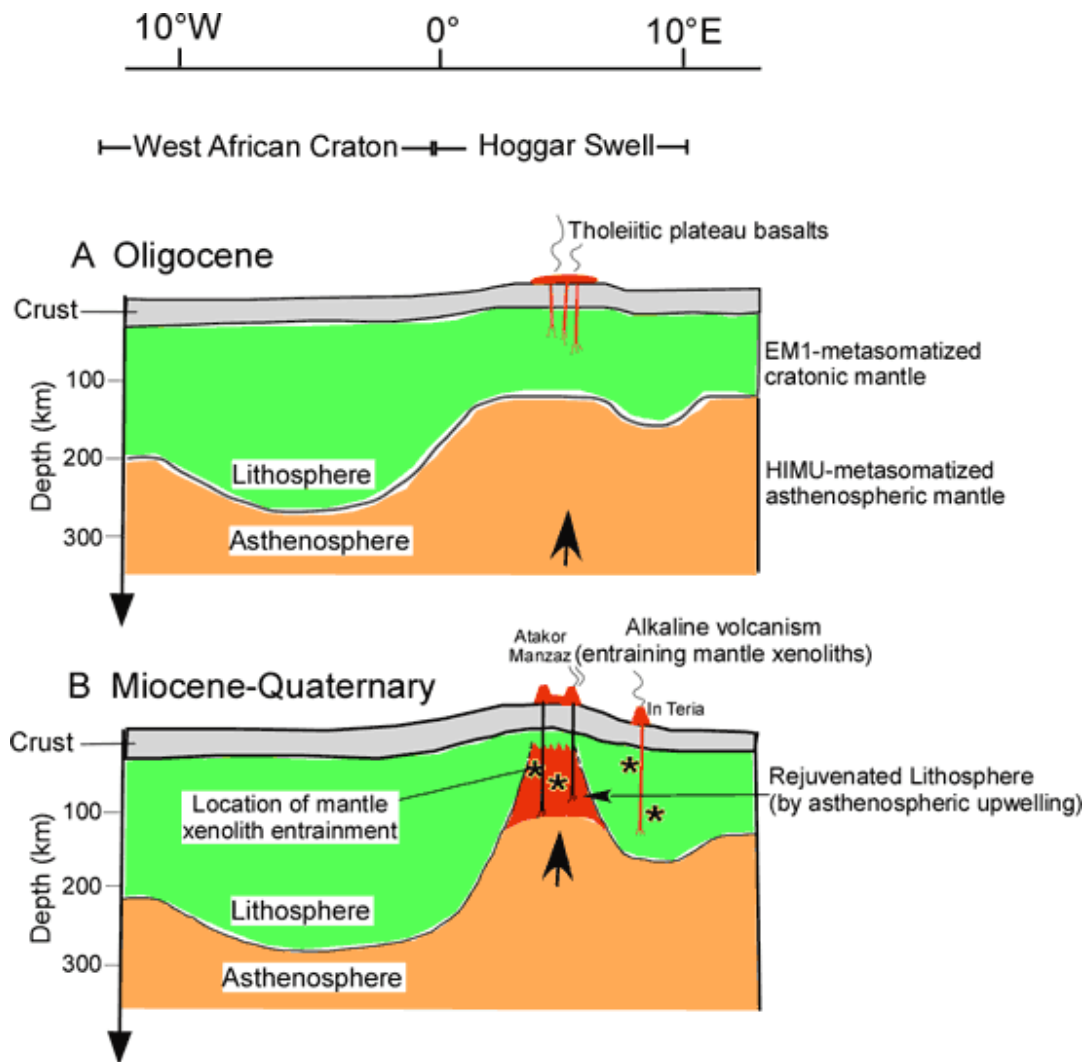 10°W 0° 10°E
West African Craton Hoggar Swell
Tholeiitic plateau basalts
A Oligocene
Crust
EM1-metasomatized
cratonic mantle
100
200
300
Depth (km)
Lithosphere
HIMU-metasomatized
asthenospheric mantle
Asthenosphere
Atakor
Manzaz
Alkaline volcanism
(entraining mantle xenoliths)
B Miocene-Quaternary
In Teria
Crust
Location of mantle
xenolith entrainment
Rejuvenated Lithosphere
(by asthenospheric upwelling)
100
200
300
Depth (km)
Lithosphere
Asthenosphere